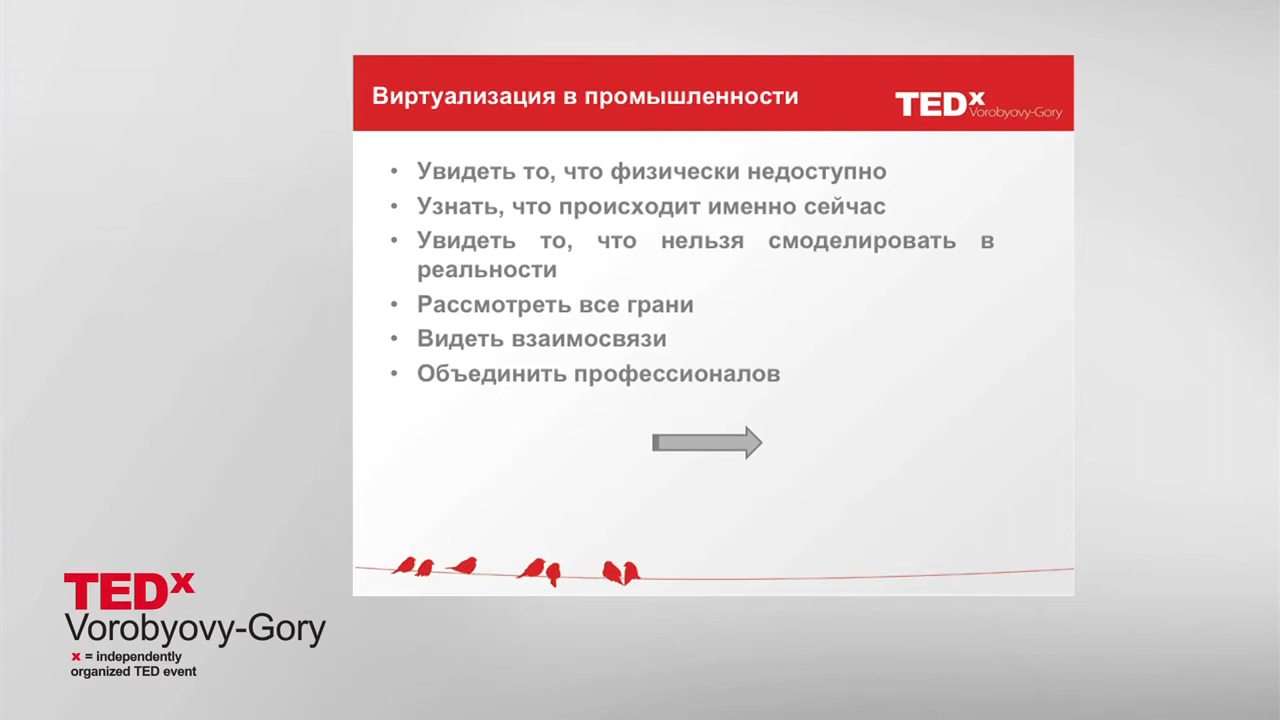 Виртуализация в промышленности
TEDx
Vorobyovy-Gory
• Увидеть то, что физически недоступно
• Узнать, что происходит именно сейчас
• Увидеть то, что нельзя смоделировать в
реальности
• Рассмотреть все грани
• Видеть взаимосвязи
• Объединить профессионалов
TEDx
Vorobyovy-Gory
x = independently
organized TED event